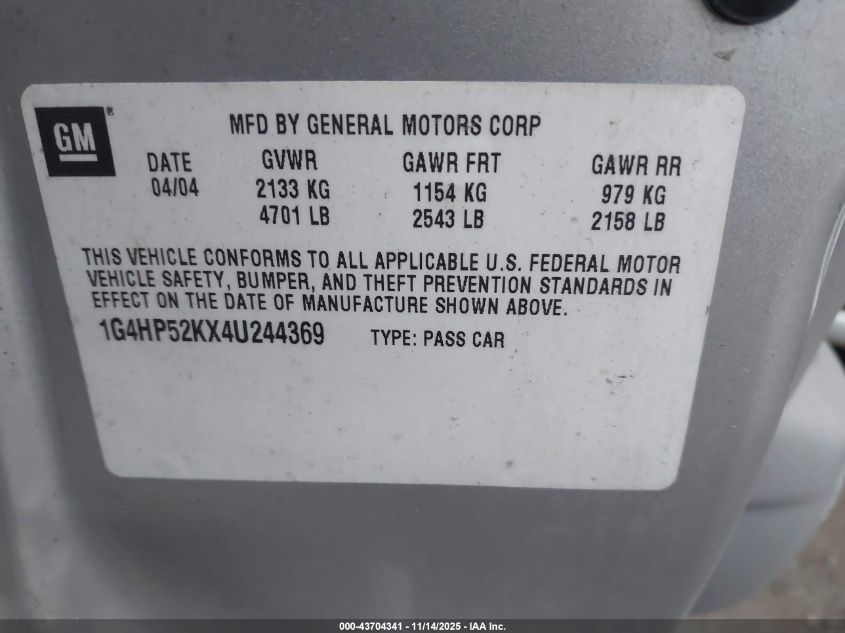 GM®
MFD BY GENERAL MOTORS CORP
DATE GVWR GAWR FRT GAWR RR
04/04 2133 KG 1154 KG 979 KG
4701 LB 2543 LB 2158 LB
THIS VEHICLE CONFORMS TO ALL APPLICABLE U.S. FEDERAL MOTOR
VEHICLE SAFETY, BUMPER, AND THEFT PREVENTION STANDARDS IN
EFFECT ON THE DATE OF MANUFACTURE SHOWN ABOVE.
1G4HP52KX4U244369 TYPE: PASS CAR
000-43704341 - 11/14/2025 - IAA Inc.